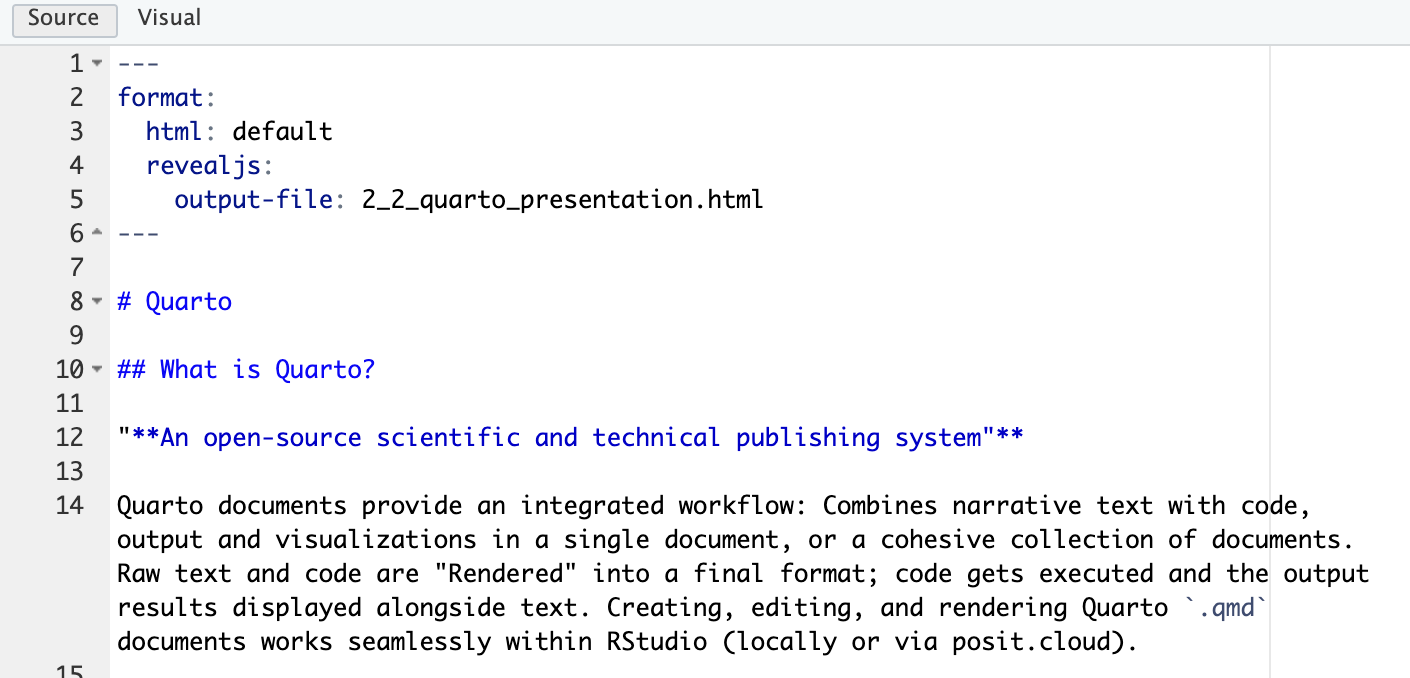 Source Visual
1 ---
2 format:
3   html: default
4   revealjs:
5     output-file: 2_2_quarto_presentation.html
6 ---
7
8 # Quarto
9
10 ## What is Quarto?
11
12 "**An open-source scientific and technical publishing system"**
13
14 Quarto documents provide an integrated workflow: Combines narrative text with code,
output and visualizations in a single document, or a cohesive collection of documents.
Raw text and code are "Rendered" into a final format; code gets executed and the output
results displayed alongside text. Creating, editing, and rendering Quarto `.qmd`
documents works seamlessly within RStudio (locally or via posit.cloud).
15